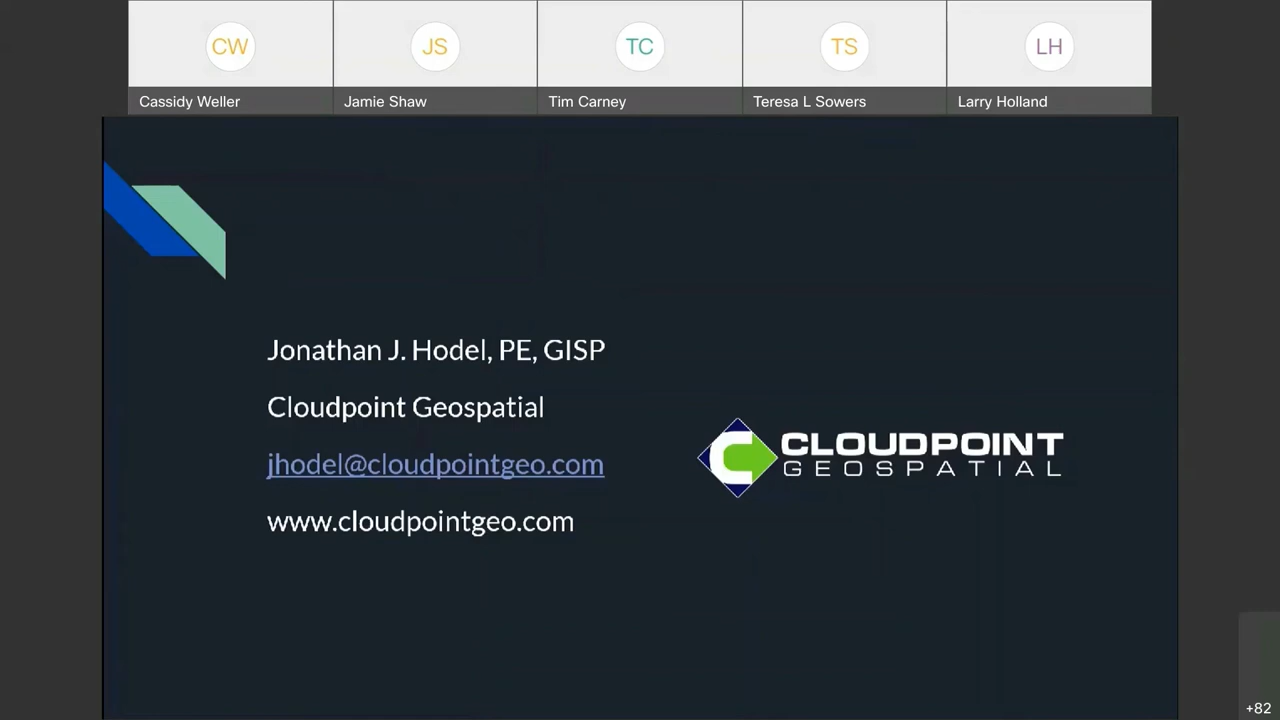 CW
JS
TC
TS
LH
Cassidy Weller
Jamie Shaw
Tim Carney
Teresa L Sowers
Larry Holland
Jonathan J. Hodel, PE, GISP
Cloudpoint Geospatial
jhodel@cloudpointgeo.com
www.cloudpointgeo.com
CLOUDPOINT
GEOSPATIAL
+82